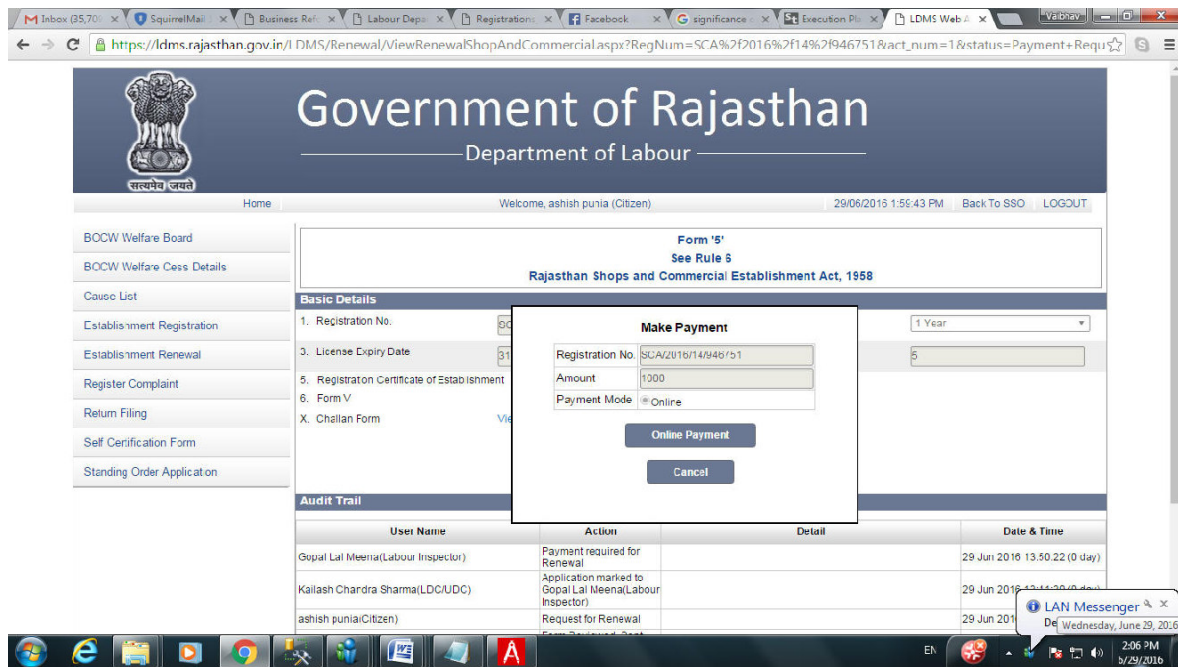 Inbox (35,70
SquirrelMail
Business Ref
Labour Depa
Registration
Facebook
significance
Execution Pl
LDMS Web A
Vaibhav
https://ldms.rajasthan.gov.in/LDMS/Renewal/ViewRenewalShopAndCommercial.aspx?RegNum=SCA%2f2016%2f14%2f946751&act_num=1&status=Payment+Requ
सत्यमेव जयते
Government of Rajasthan
Department of Labour
Home
Welcome, ashish punia (Citizen)
29/06/2016 1:59:43 PM
Back To SSO
LOGOUT
BOCW Welfare Board
BOCW Welfare Cess Details
Cause List
Establishment Registration
Establishment Renewal
Register Complaint
Return Filing
Self Certification Form
Standing Order Application
Form '5'
See Rule 6
Rajasthan Shops and Commercial Establishment Act, 1958
Basic Details
1. Registration No.
SC
1 Year
3. License Expiry Date
31
5
5. Registration Certificate of Establishment
6. Form V
X. Challan Form
Vie
Make Payment
Registration No. SCA/2016/14/946751
Amount 1000
Payment Mode Online
Online Payment
Cancel
Audit Trail
User Name Action Detail Date & Time
Gopal Lal Meena(Labour Inspector)
Payment required for
Renewal
29 Jun 2016 13:50:22 (0 day)
Kailash Chandra Sharma(LDC/UDC)
Application marked to
Gopal Lal Meena(Labour
Inspector)
29 Jun 2016
ashish punia(Citizen)
Request for Renewal
29 Jun 201
LAN Messenger
De
Wednesday, June 29, 2016
EN
2:06 PM
6/29/2016